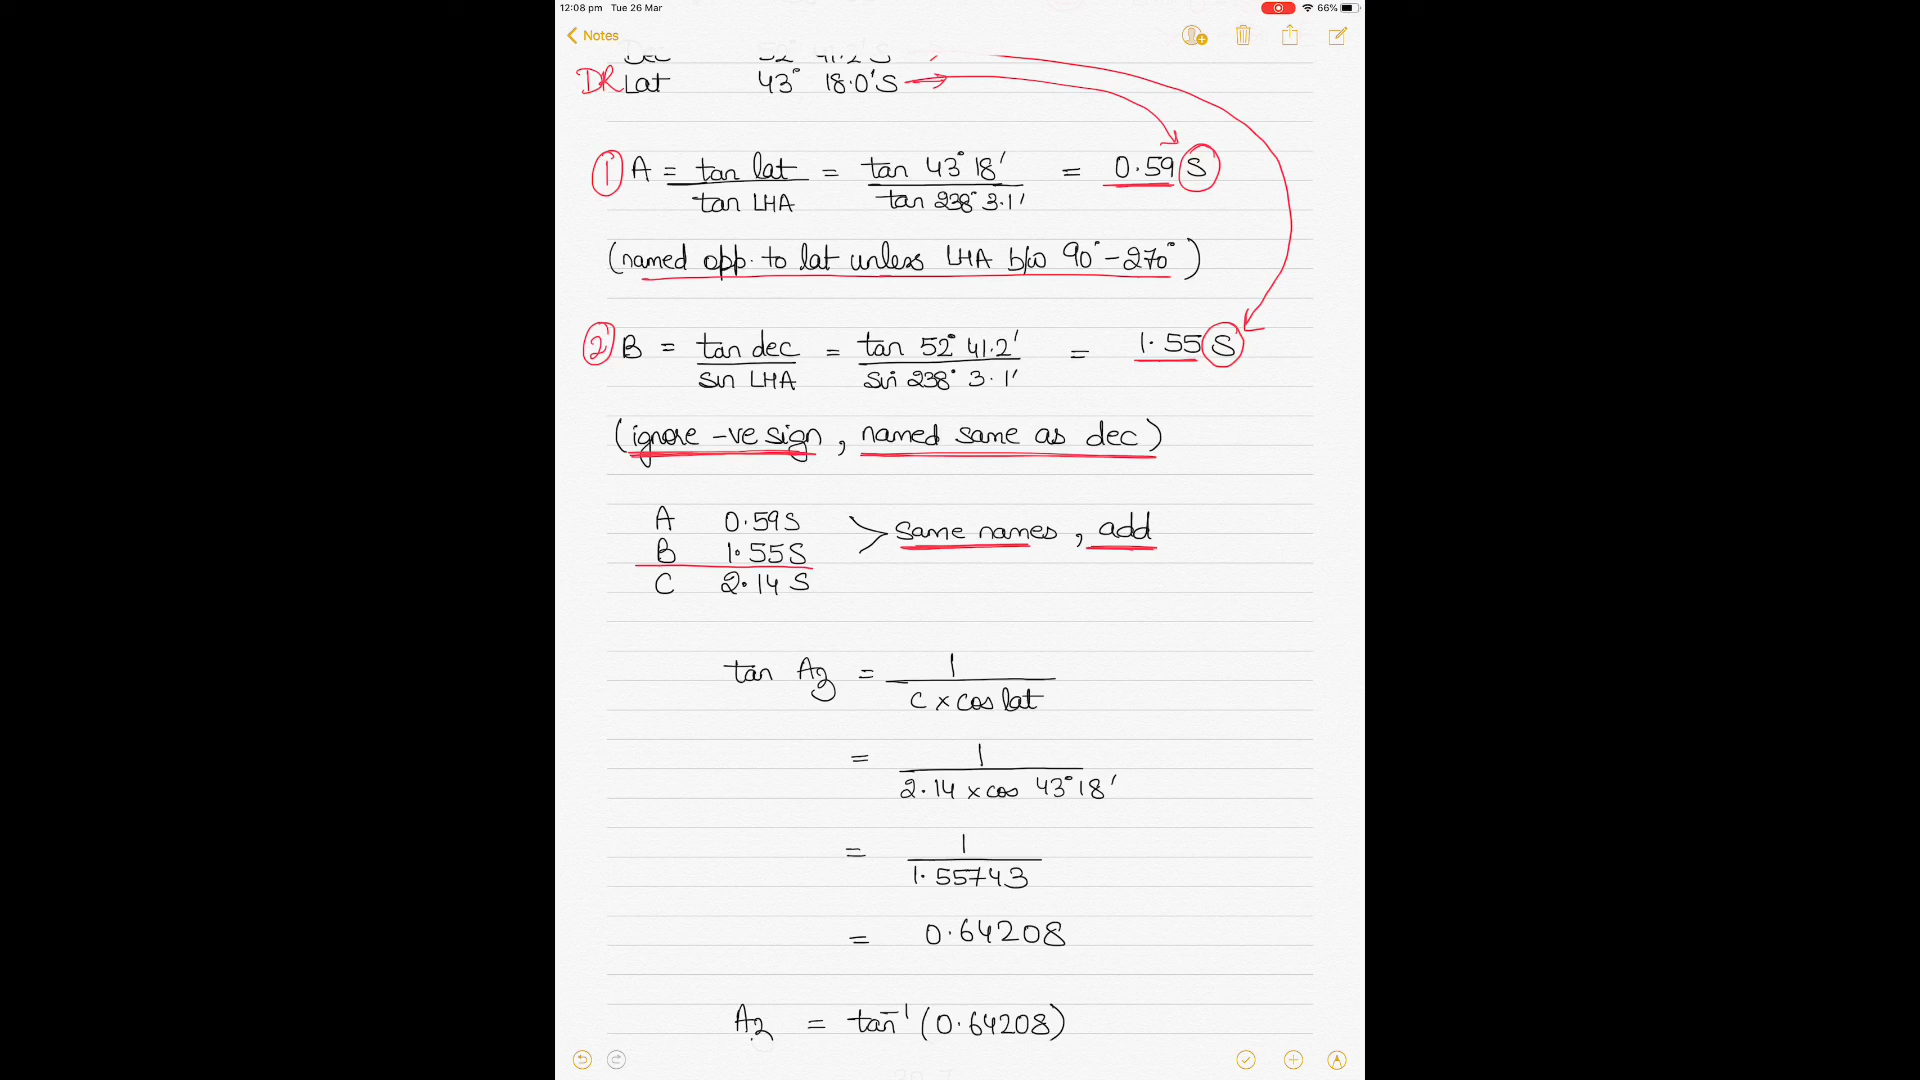 12:08 pm Tue 26 Mar 66%
Notes
Dec 52° 41.2'S
DR Lat 43° 18.0'S
① A = tan lat / tan LHA = tan 43° 18' / tan 238° 3.1' = 0.59 S
(named opp. to lat unless LHA b/w 90° - 270°)
② B = tan dec / sin LHA = tan 52° 41.2' / sin 238° 3.1' = 1.55 S
(ignore -ve sign, named same as dec)
A 0.59S
B 1.55S > same names, add
C 2.14 S
tan Az = 1 / C x cos lat
= 1 / 2.14 x cos 43° 18'
= 1 / 1.55743
= 0.64208
Az = tan⁻¹ (0.64208)